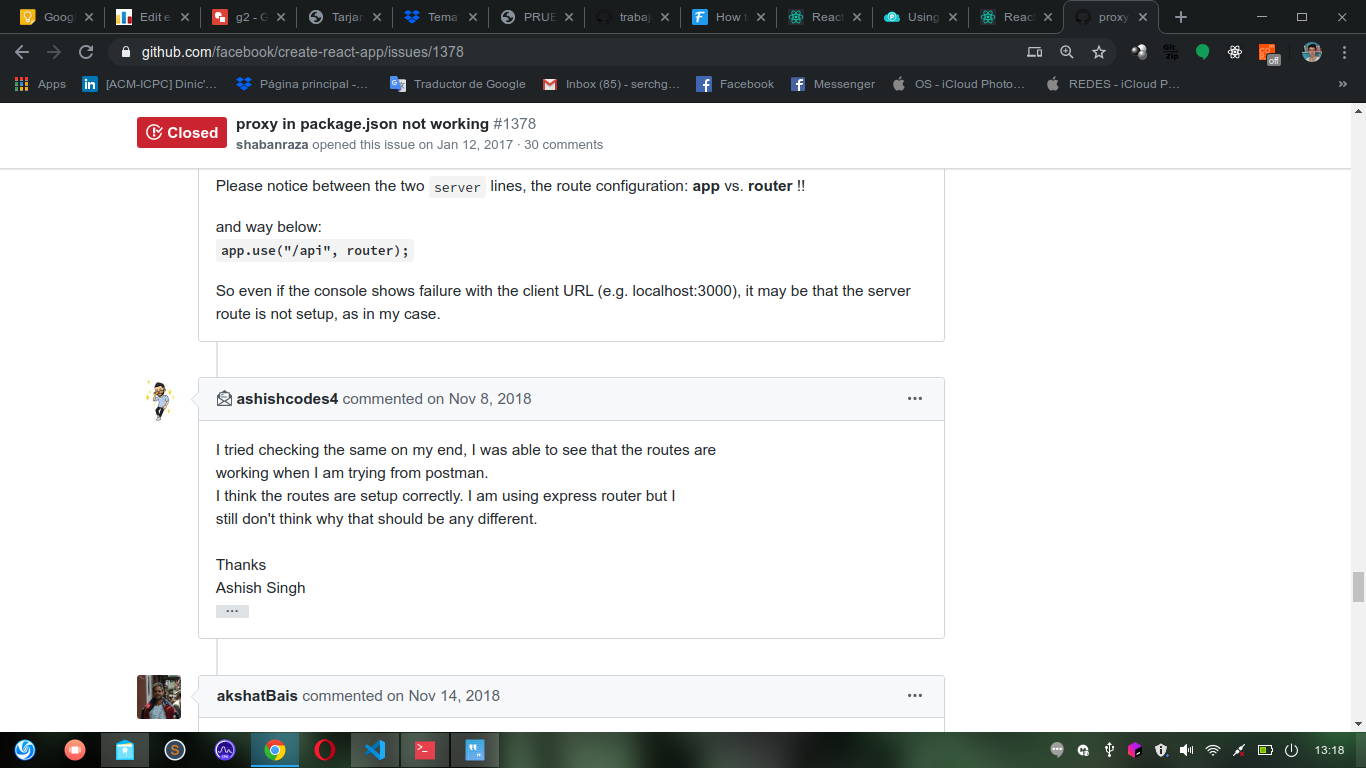 Goog
Edit e
g2 - G
Tarjan
Tema
PRUE
trabaj
How t
React
Using
React
proxy
github.com/facebook/create-react-app/issues/1378
Git
Zip
off
Apps
[ACM-ICPC] Dinic'…
Página principal -…
Traductor de Google
Inbox (85) - serchg…
Facebook
Messenger
OS - iCloud Photo…
REDES - iCloud P…
»
Closed
proxy in package.json not working #1378
shabanraza opened this issue on Jan 12, 2017 · 30 comments
Please notice between the two server lines, the route configuration: app vs. router !!
and way below:
app.use("/api", router);
So even if the console shows failure with the client URL (e.g. localhost:3000), it may be that the server
route is not setup, as in my case.
ashishcodes4 commented on Nov 8, 2018
I tried checking the same on my end, I was able to see that the routes are
working when I am trying from postman.
I think the routes are setup correctly. I am using express router but I
still don't think why that should be any different.
Thanks
Ashish Singh
…
akshatBais commented on Nov 14, 2018
13:18